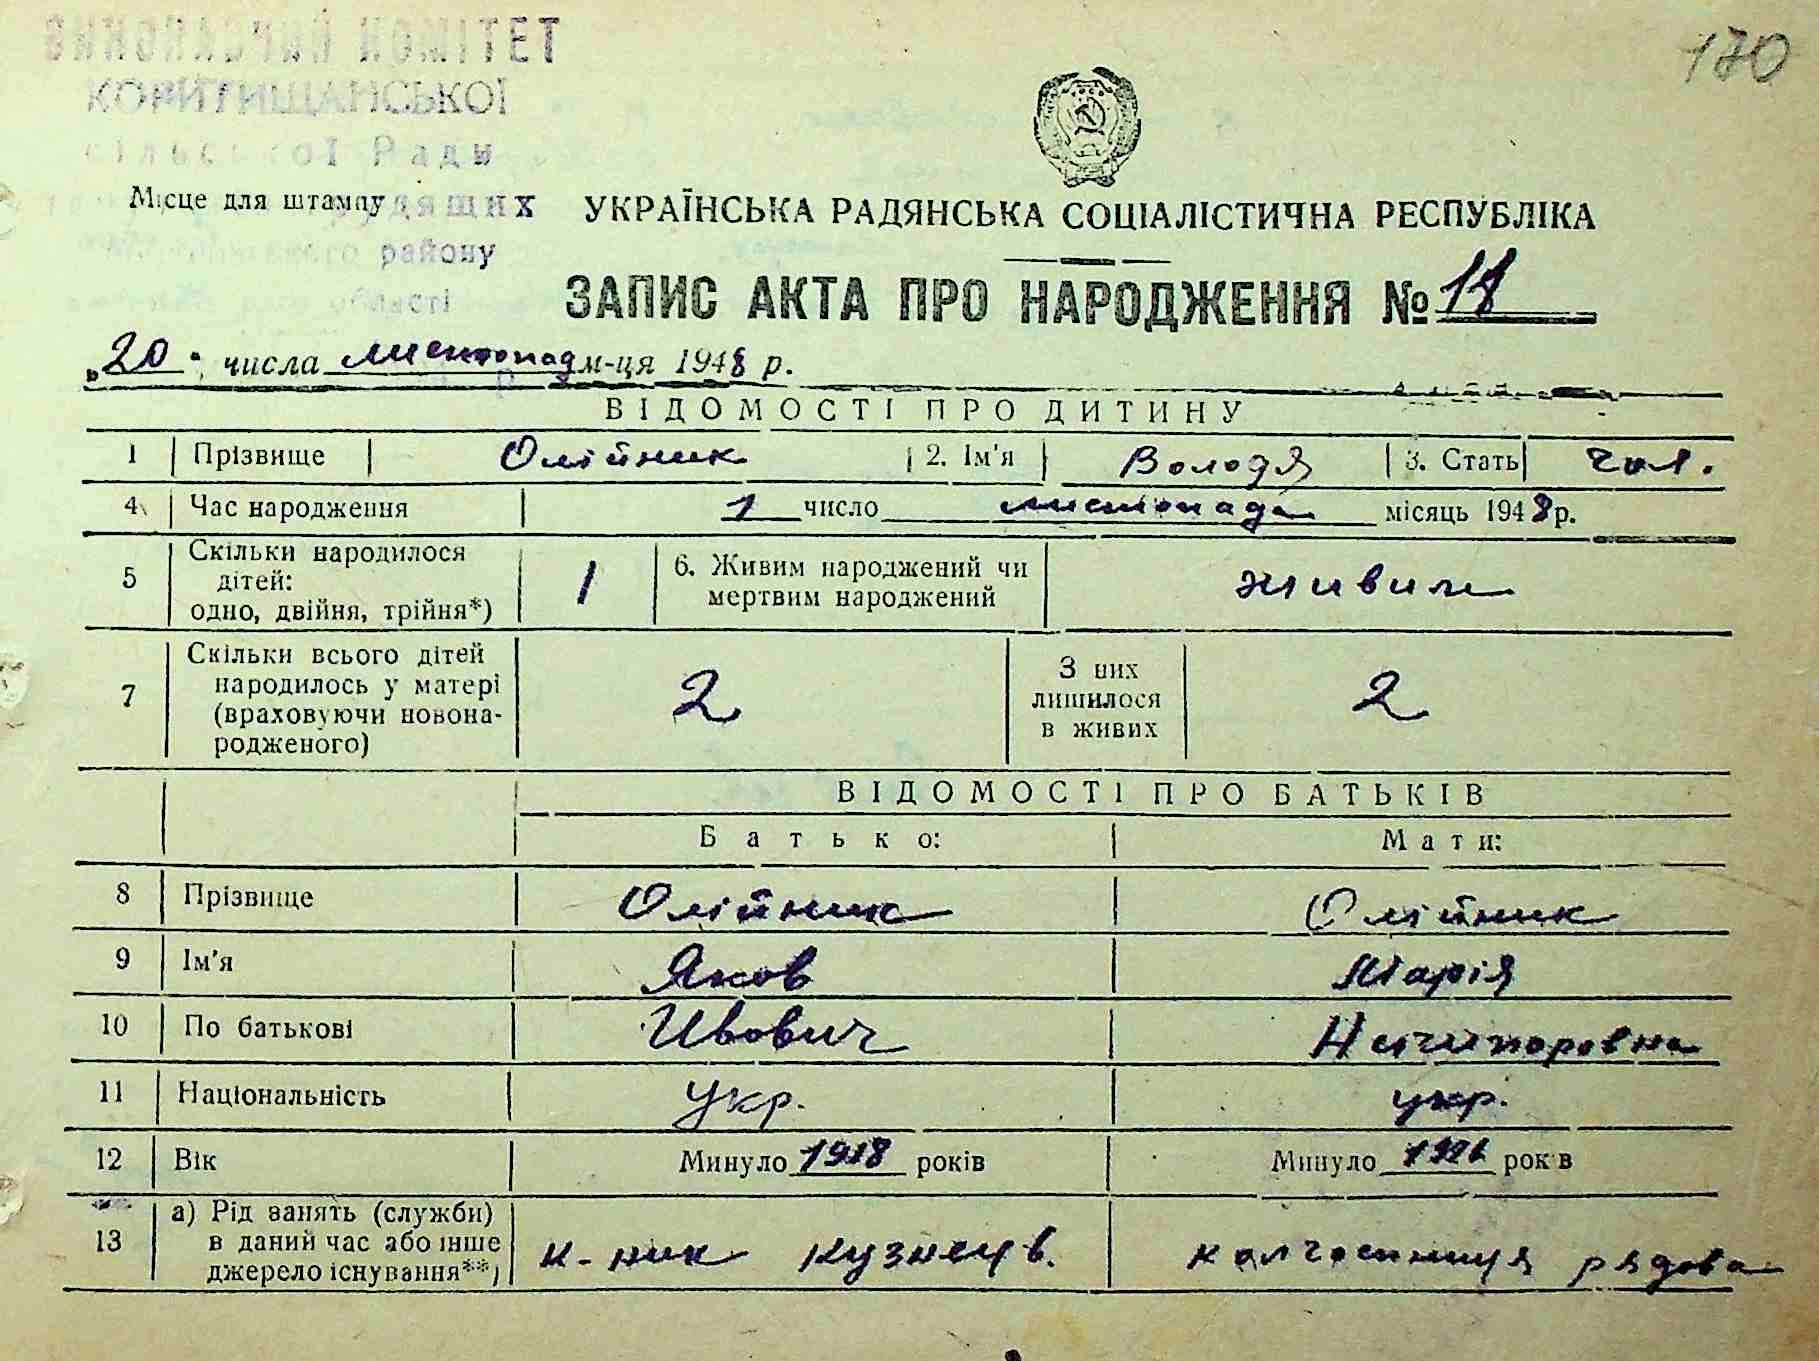 170
ВИКОНАВЧИЙ КОМІТЕТ
КОРИТИЩАНСЬКОЇ
сільської Ради
Місце для штампу
трудящих
району
області
УКРАЇНСЬКА РАДЯНСЬКА СОЦІАЛІСТИЧНА РЕСПУБЛІКА
ЗАПИС АКТА ПРО НАРОДЖЕННЯ № 18
„20“ числа листопад м-ця 1948 р.
ВІДОМОСТІ ПРО ДИТИНУ
1 Прізвище Олійник 2. Ім'я Володя 3. Стать чол.
4 Час народження 1 число листопада місяць 1948 р.
5 Скільки народилося дітей: одно, двійня, трійня*) 1 6. Живим народжений чи мертвим народжений живим
7 Скільки всього дітей народилось у матері (враховуючи новонародженого) 2 З них лишилося в живих 2
ВІДОМОСТІ ПРО БАТЬКІВ
Батько: Мати:
8 Прізвище Олійник Олійник
9 Ім'я Яков Марія
10 По батькові Ивович Ничипоровна
11 Національність Укр. укр.
12 Вік Минуло 1918 років Минуло років
13 а) Рід занять (служби) в даний час або інше джерело існування**) к-ник кузнец в. колгоспниця рядова